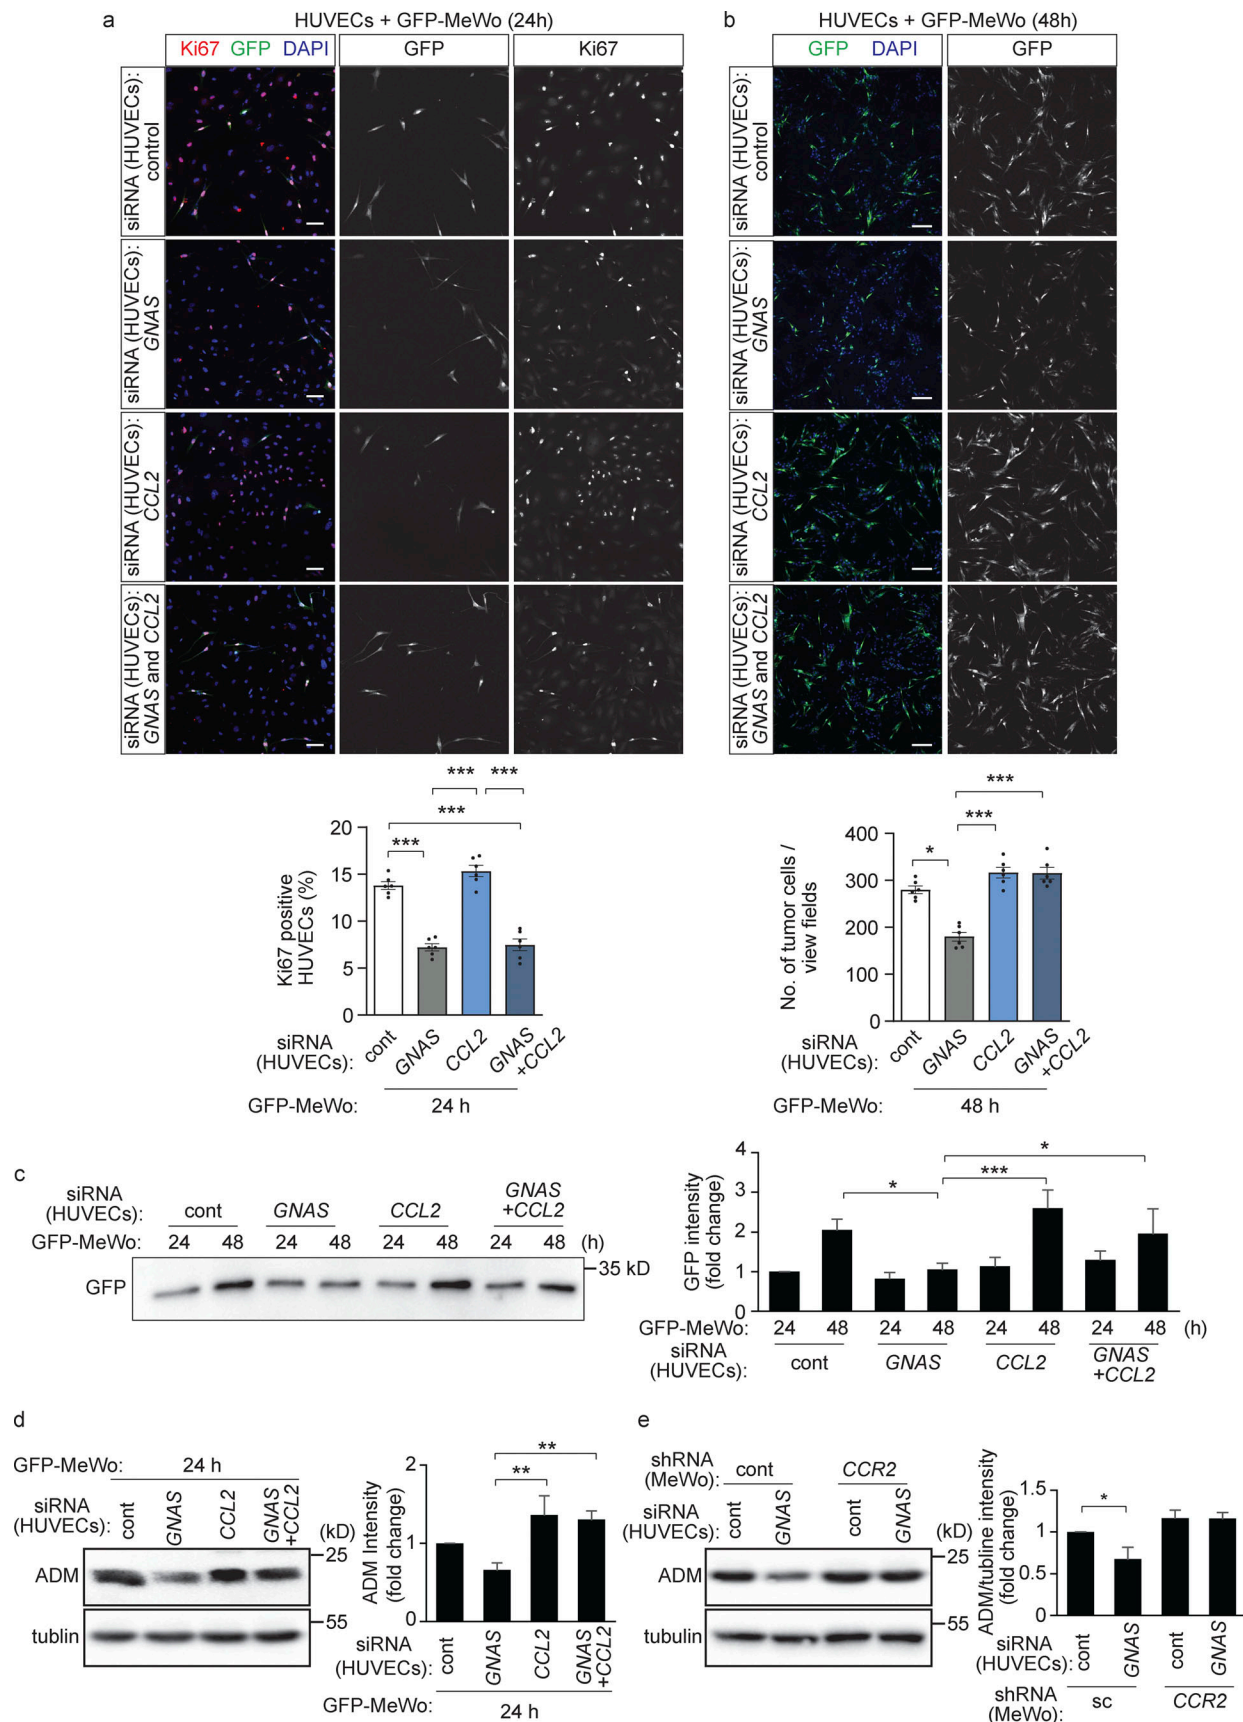 a
HUVECs + GFP-MeWo (24h)
Ki67 GFP DAPI
GFP
Ki67
siRNA (HUVECs):
control
siRNA (HUVECs):
GNAS
siRNA (HUVECs):
CCL2
siRNA (HUVECs):
GNAS and CCL2
b
HUVECs + GFP-MeWo (48h)
GFP DAPI
GFP
siRNA (HUVECs):
control
siRNA (HUVECs):
GNAS
siRNA (HUVECs):
CCL2
siRNA (HUVECs):
GNAS and CCL2
*** ***
***
***
Ki67 positive
HUVECs (%)
20
15
10
5
0
siRNA
(HUVECs):
cont
GNAS
CCL2
GNAS
+CCL2
GFP-MeWo: 24 h
***
***
*
No. of tumor cells /
view fields
400
300
200
100
0
siRNA
(HUVECs):
cont
GNAS
CCL2
GNAS
+CCL2
GFP-MeWo: 48 h
c
siRNA
(HUVECs):
cont
GNAS
CCL2
GNAS
+CCL2
GFP-MeWo: 24 48 24 48 24 48 24 48 (h)
35 kD
GFP
GFP intensity
(fold change)
4
3
2
1
0
*
***
*
GFP-MeWo: 24 48 24 48 24 48 24 48 (h)
siRNA
(HUVECs):
cont
GNAS
CCL2
GNAS
+CCL2
d
GFP-MeWo: 24 h
siRNA
(HUVECs):
cont
GNAS
CCL2
GNAS
+CCL2
(kD)
25
ADM
55
tublin
ADM Intensity
(fold change)
2
1
0
**
**
siRNA
(HUVECs):
cont
GNAS
CCL2
GNAS
+CCL2
GFP-MeWo: 24 h
e
shRNA
(MeWo):
cont
CCR2
siRNA
(HUVECs):
cont
GNAS
cont
GNAS
(kD)
25
ADM
55
tubulin
ADM/tubline intensity
(fold change)
1.5
1
0.5
0
*
siRNA
(HUVECs):
cont
GNAS
cont
GNAS
shRNA
(MeWo):
sc
CCR2